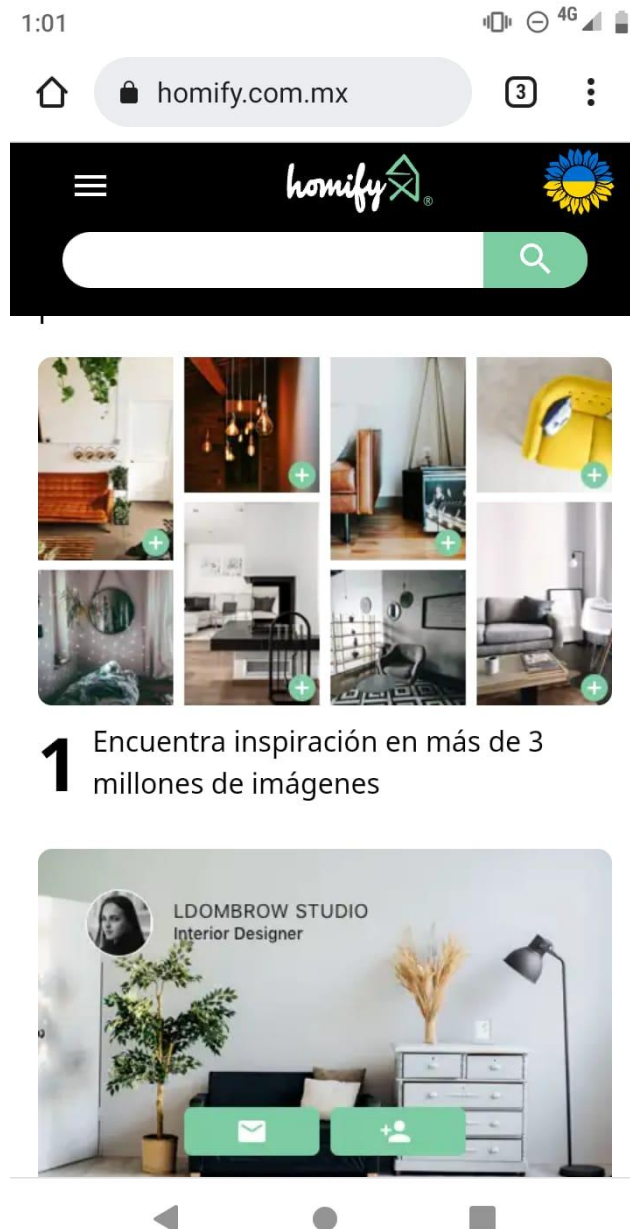 1:01
4G
homify.com.mx
3
homify®
1 Encuentra inspiración en más de 3
millones de imágenes
LDOMBROW STUDIO
Interior Designer